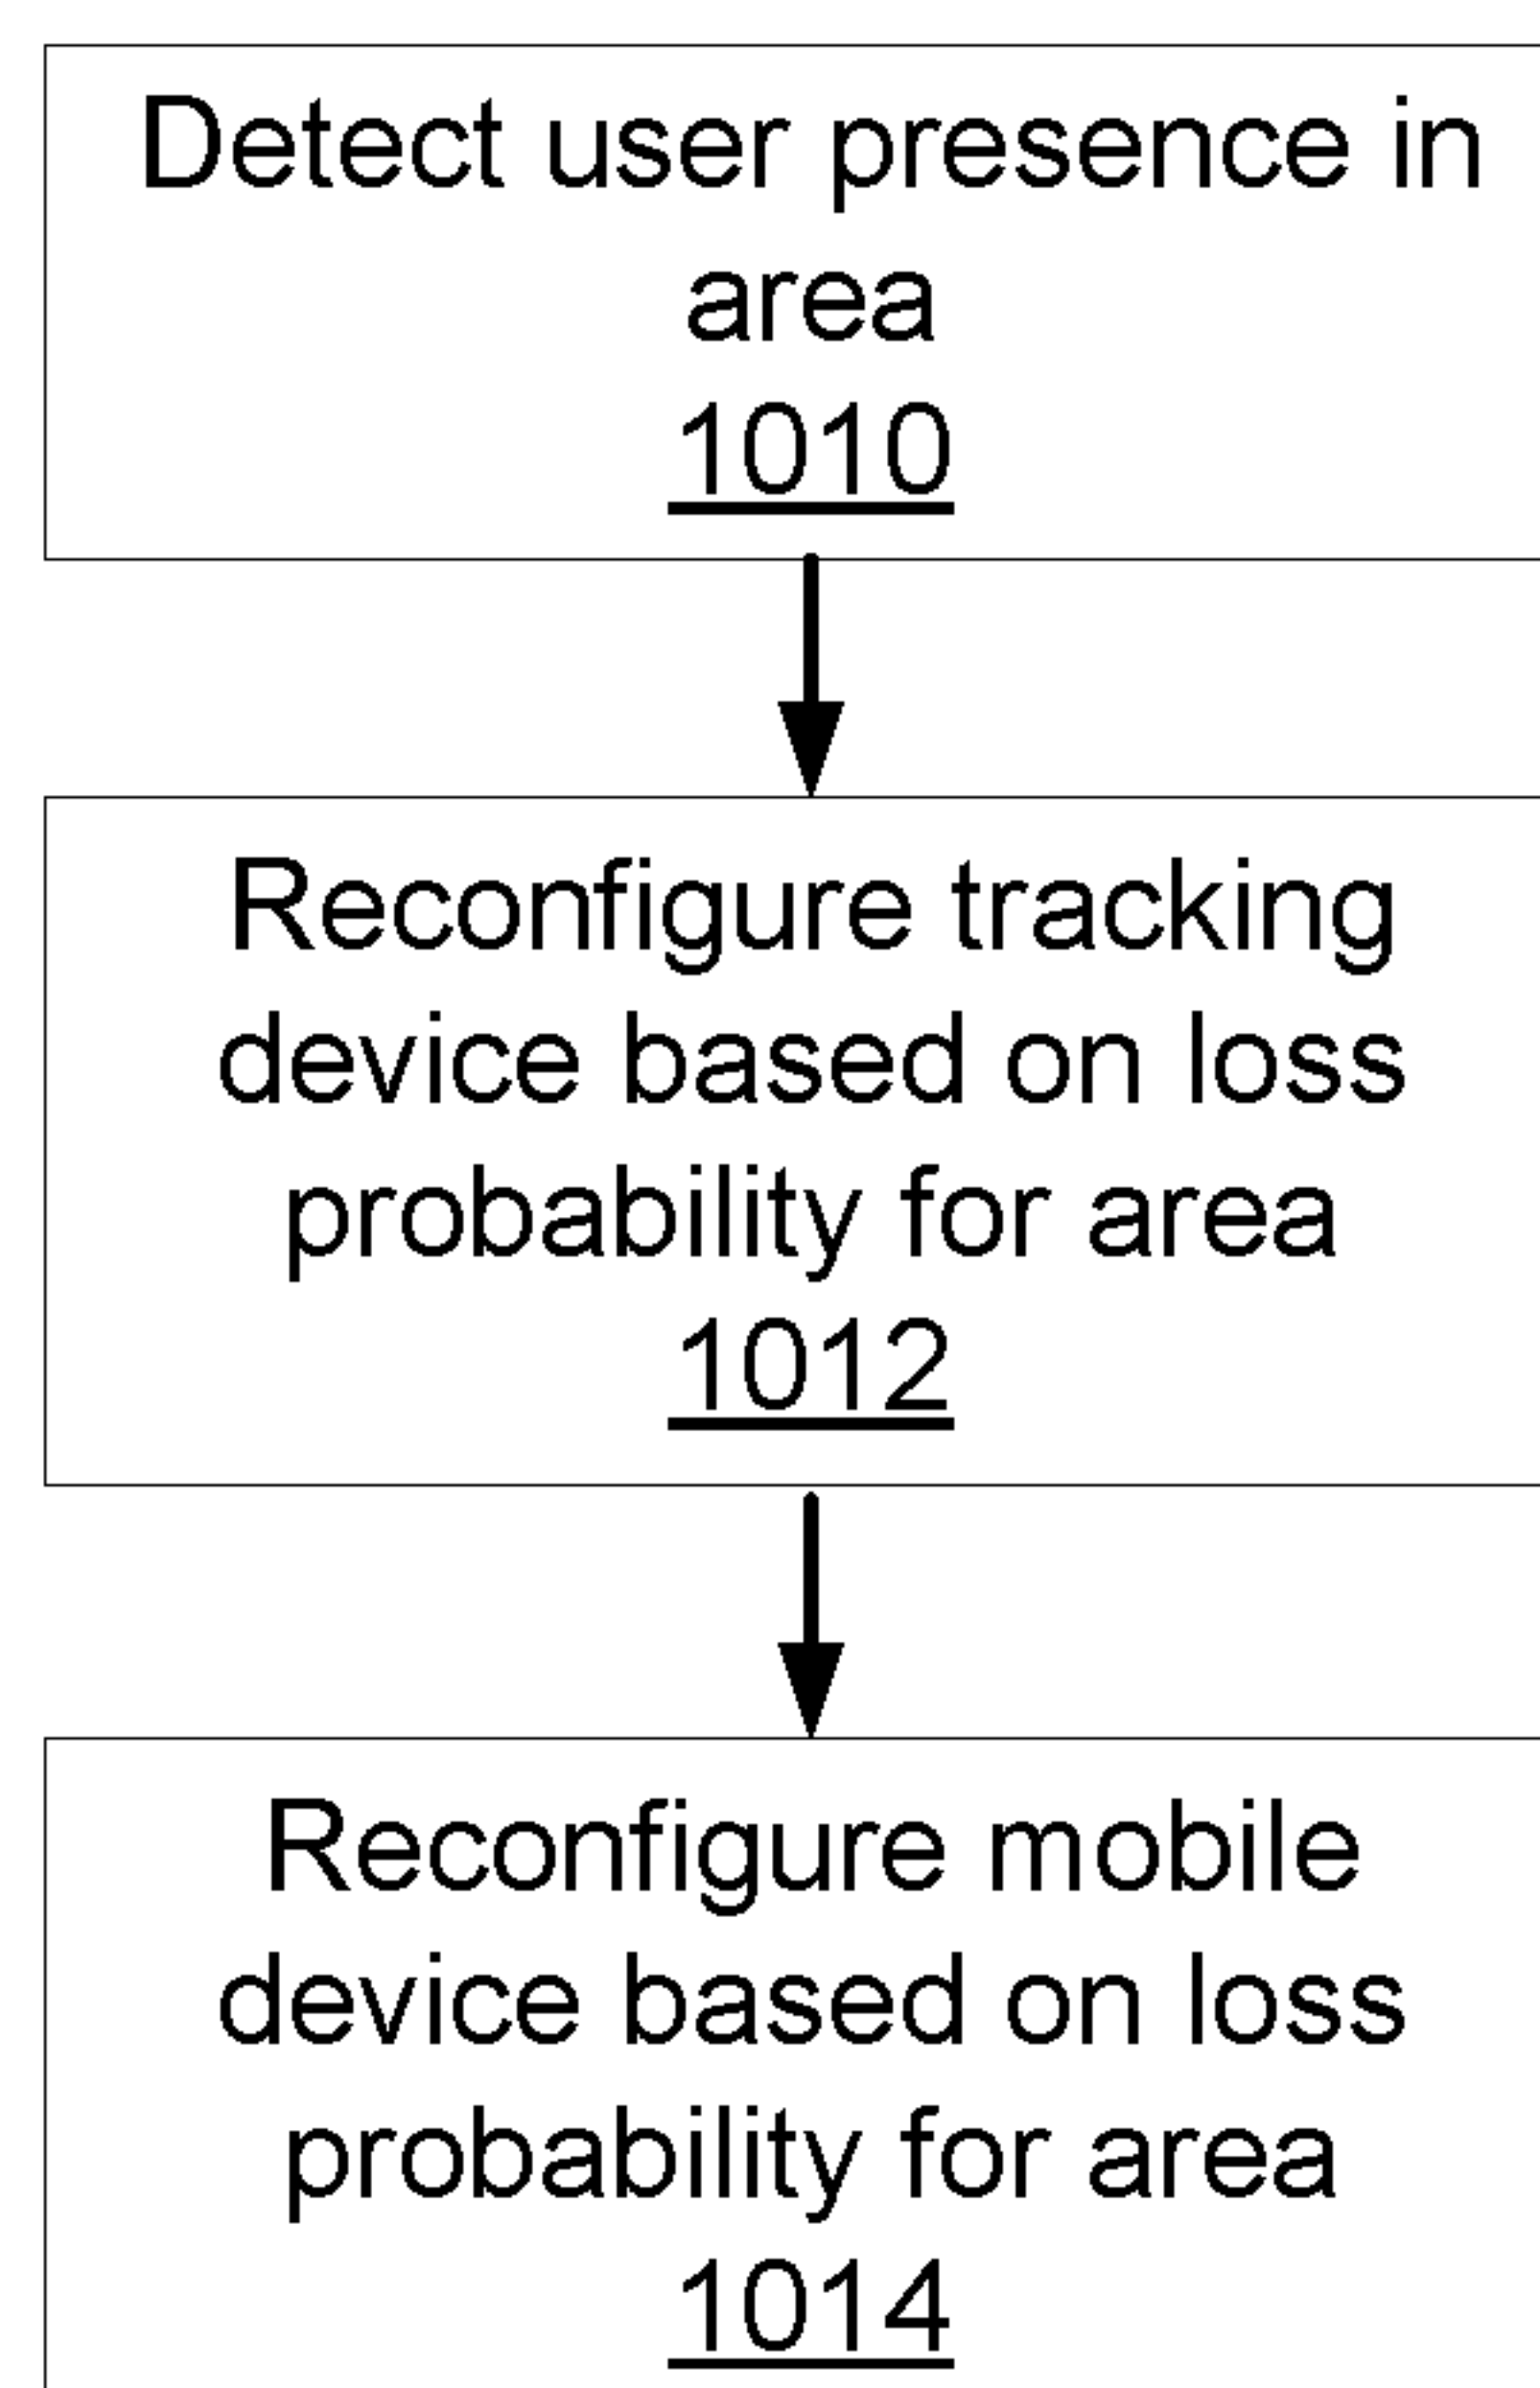 Detect user presence in
area
1010
Reconfigure tracking
device based on loss
probability for area
1012
Reconfigure mobile
device based on loss
probability for area
1014